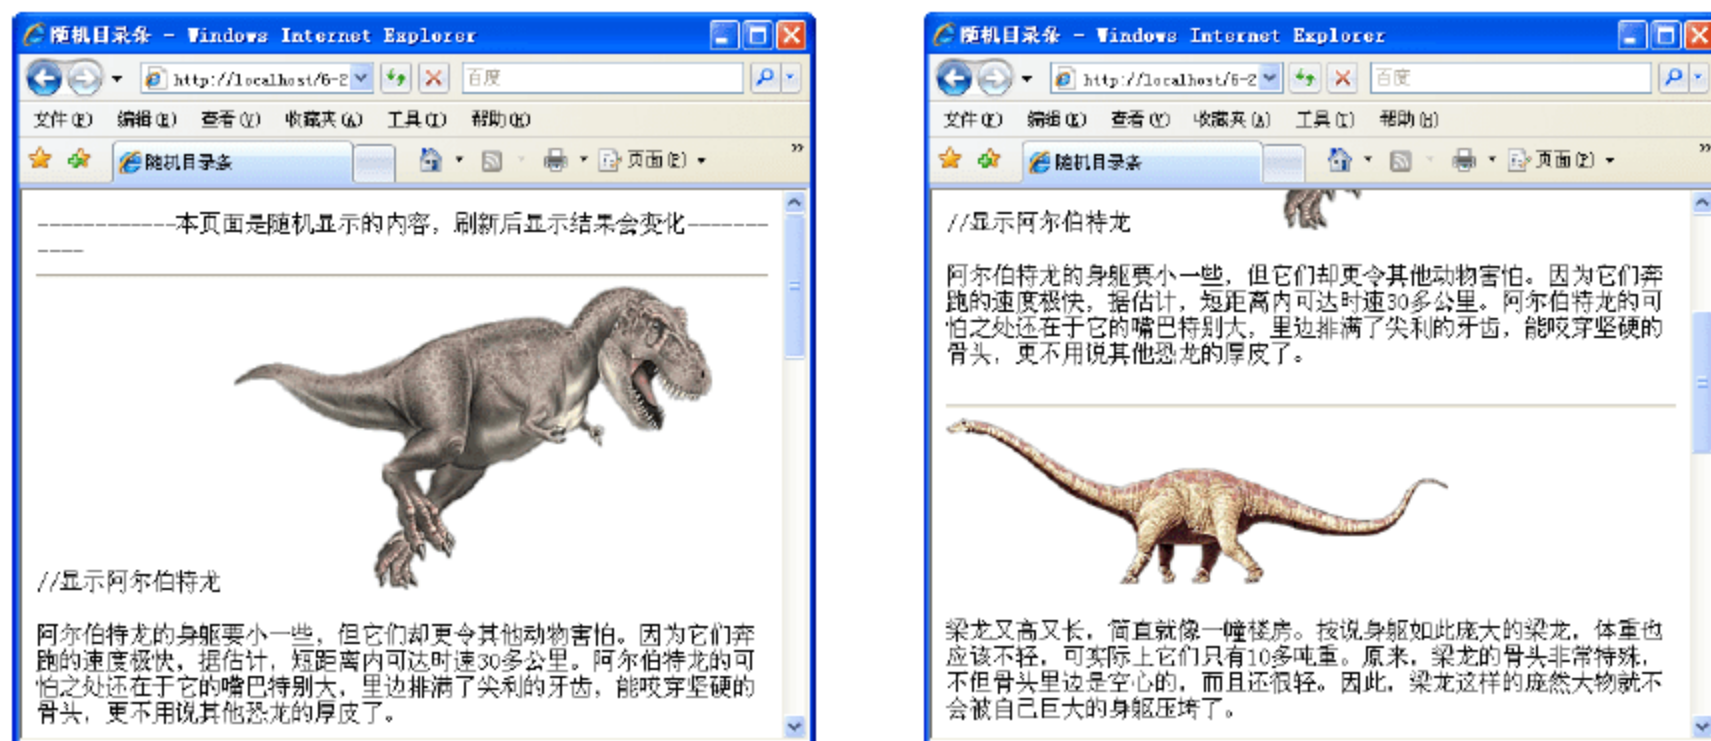 随机目录条 - Windows Internet Explorer
http://localhost/6-2
百度
文件(F) 编辑(E) 查看(V) 收藏夹(A) 工具(T) 帮助(H)
随机目录条
页面(P)
------------本页面是随机显示的内容，刷新后显示结果会变化-------
----
//显示阿尔伯特龙
阿尔伯特龙的身躯要小一些，但它们却更令其他动物害怕。因为它们奔
跑的速度极快，据估计，短距离内可达时速30多公里。阿尔伯特龙的可
怕之处还在于它的嘴巴特别大，里边排满了尖利的牙齿，能咬穿坚硬的
骨头，更不用说其他恐龙的厚皮了。
随机目录条 - Windows Internet Explorer
http://localhost/6-2
百度
文件(F) 编辑(E) 查看(V) 收藏夹(A) 工具(T) 帮助(H)
随机目录条
页面(P)
//显示阿尔伯特龙
阿尔伯特龙的身躯要小一些，但它们却更令其他动物害怕。因为它们奔
跑的速度极快，据估计，短距离内可达时速30多公里。阿尔伯特龙的可
怕之处还在于它的嘴巴特别大，里边排满了尖利的牙齿，能咬穿坚硬的
骨头，更不用说其他恐龙的厚皮了。
梁龙又高又长，简直就像一幢楼房。按说身躯如此庞大的梁龙，体重也
应该不轻，可实际上它们只有10多吨重。原来，梁龙的骨头非常特殊，
不但骨头里边是空心的，而且还很轻。因此，梁龙这样的庞然大物就不
会被自己巨大的身躯压垮了。